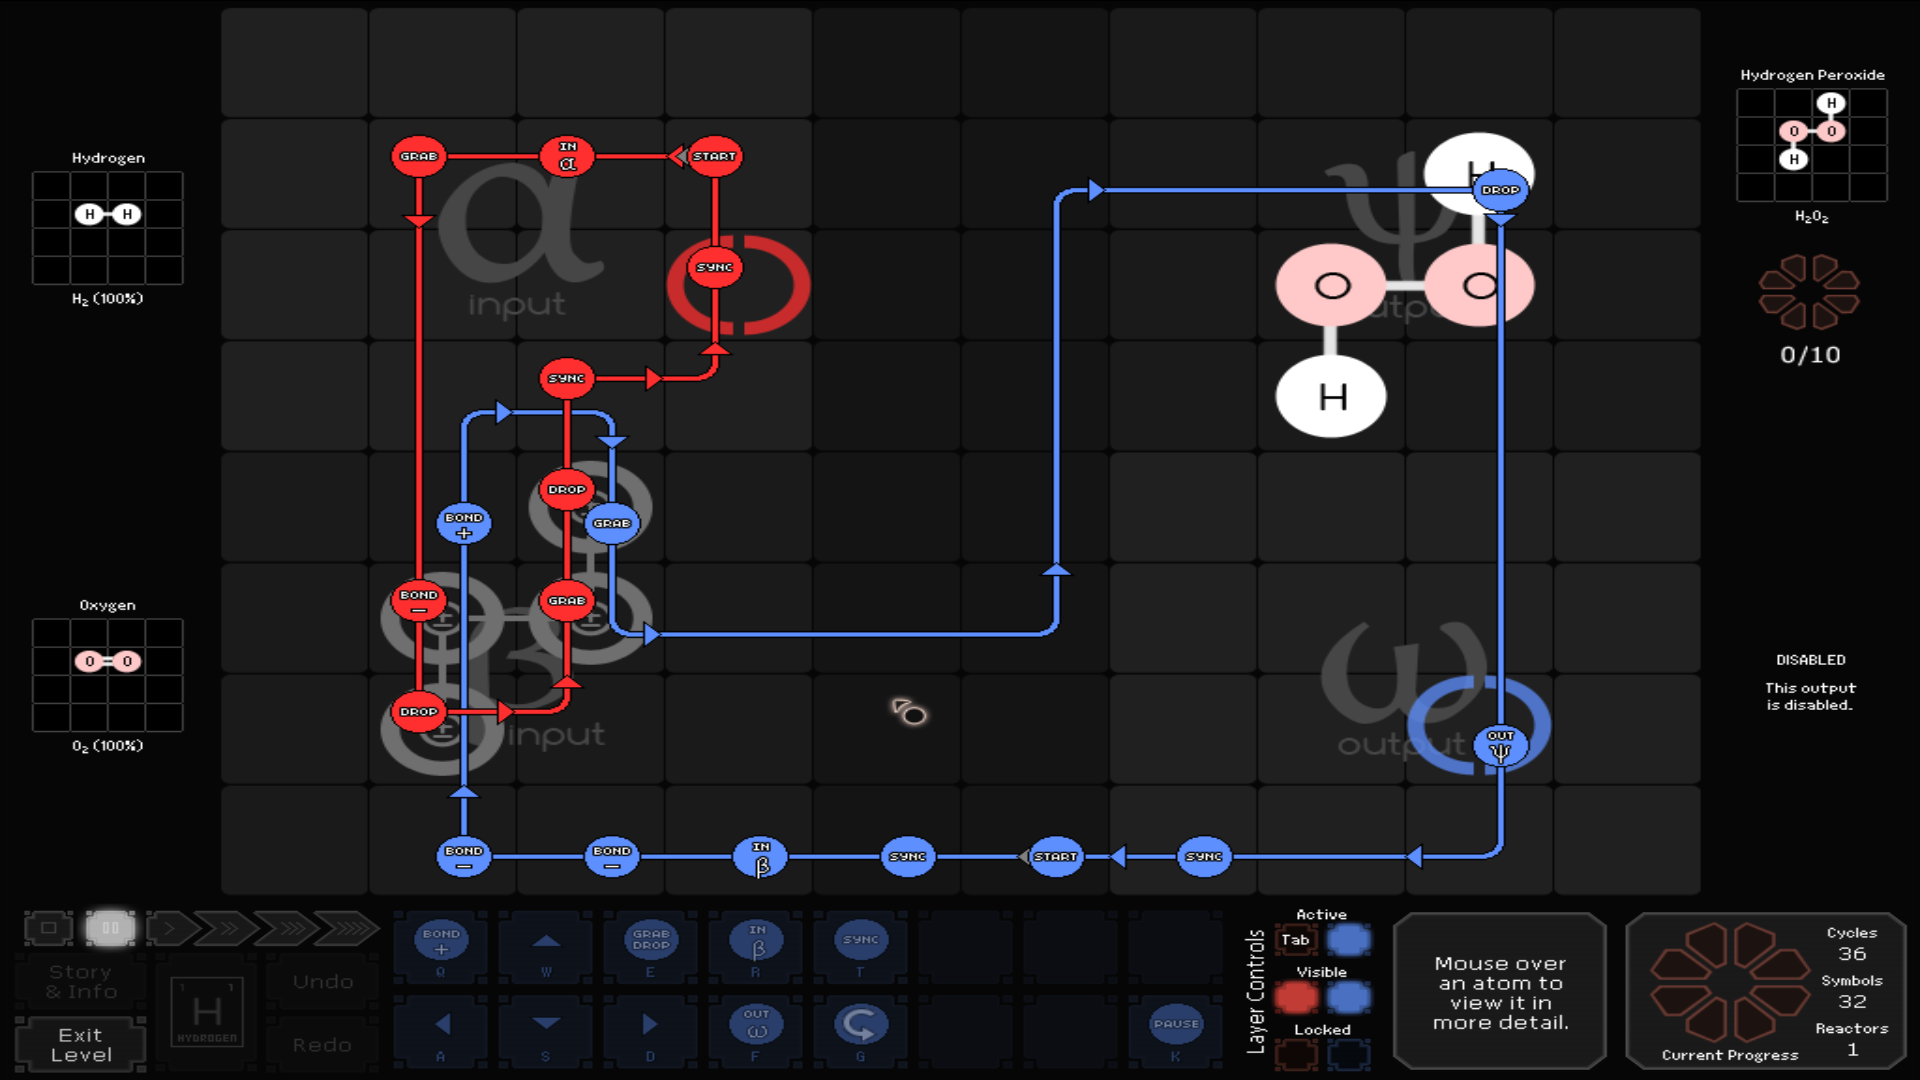 Hydrogen
H H
H₂ (100%)
Oxygen
O O
O₂ (100%)
GRAB
IN
α
START
α
input
SYNC
SYNC
DROP
BOND
+
GRAB
BOND
−
GRAB
β
DROP
input
BOND
−
BOND
−
IN
β
SYNC
START
SYNC
H
DROP
ψ
O
O
output
H
ω
output
OUT
ψ
Hydrogen Peroxide
H
O O
H
H₂O₂
0/10
DISABLED
This output
is disabled.
Story
& Info
Exit
Level
1 1
H
HYDROGEN
Undo
Redo
BOND
+
Q
W
GRAB
DROP
E
IN
β
R
SYNC
T
A
S
D
OUT
ω
F
G
PAUSE
K
Layer Controls
Active
Tab
Visible
Locked
Mouse over
an atom to
view it in
more detail.
Cycles
36
Symbols
32
Reactors
1
Current Progress